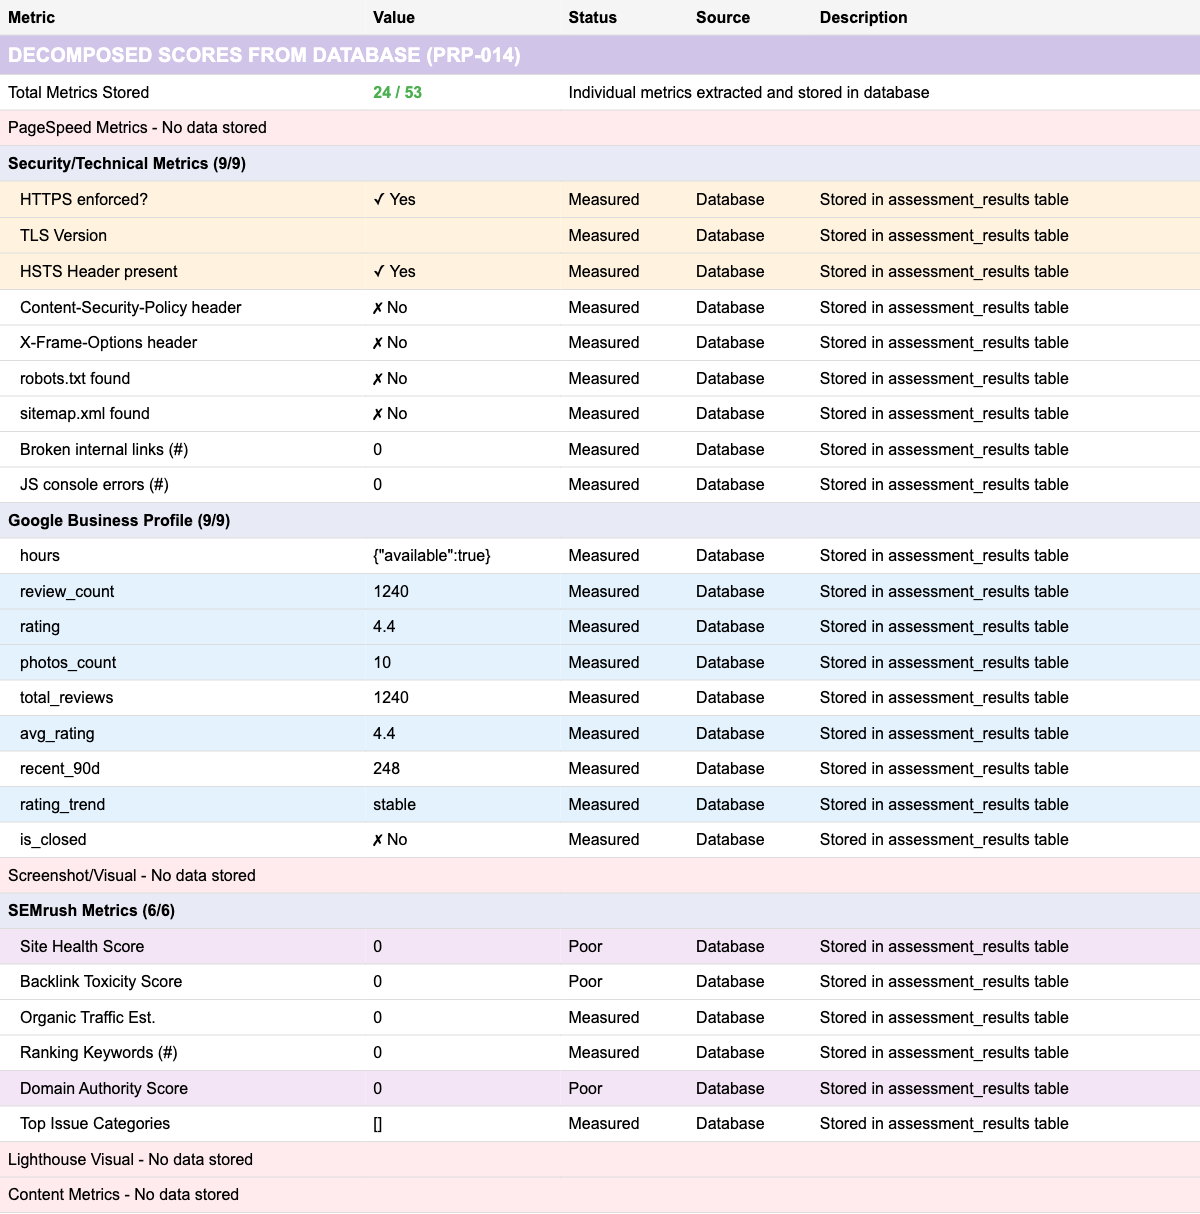 Metric Value Status Source Description
DECOMPOSED SCORES FROM DATABASE (PRP-014)
Total Metrics Stored 24 / 53 Individual metrics extracted and stored in database
PageSpeed Metrics - No data stored
Security/Technical Metrics (9/9)
HTTPS enforced? ✓ Yes Measured Database Stored in assessment_results table
TLS Version Measured Database Stored in assessment_results table
HSTS Header present ✓ Yes Measured Database Stored in assessment_results table
Content-Security-Policy header ✗ No Measured Database Stored in assessment_results table
X-Frame-Options header ✗ No Measured Database Stored in assessment_results table
robots.txt found ✗ No Measured Database Stored in assessment_results table
sitemap.xml found ✗ No Measured Database Stored in assessment_results table
Broken internal links (#) 0 Measured Database Stored in assessment_results table
JS console errors (#) 0 Measured Database Stored in assessment_results table
Google Business Profile (9/9)
hours {"available":true} Measured Database Stored in assessment_results table
review_count 1240 Measured Database Stored in assessment_results table
rating 4.4 Measured Database Stored in assessment_results table
photos_count 10 Measured Database Stored in assessment_results table
total_reviews 1240 Measured Database Stored in assessment_results table
avg_rating 4.4 Measured Database Stored in assessment_results table
recent_90d 248 Measured Database Stored in assessment_results table
rating_trend stable Measured Database Stored in assessment_results table
is_closed ✗ No Measured Database Stored in assessment_results table
Screenshot/Visual - No data stored
SEMrush Metrics (6/6)
Site Health Score 0 Poor Database Stored in assessment_results table
Backlink Toxicity Score 0 Poor Database Stored in assessment_results table
Organic Traffic Est. 0 Measured Database Stored in assessment_results table
Ranking Keywords (#) 0 Measured Database Stored in assessment_results table
Domain Authority Score 0 Poor Database Stored in assessment_results table
Top Issue Categories [] Measured Database Stored in assessment_results table
Lighthouse Visual - No data stored
Content Metrics - No data stored